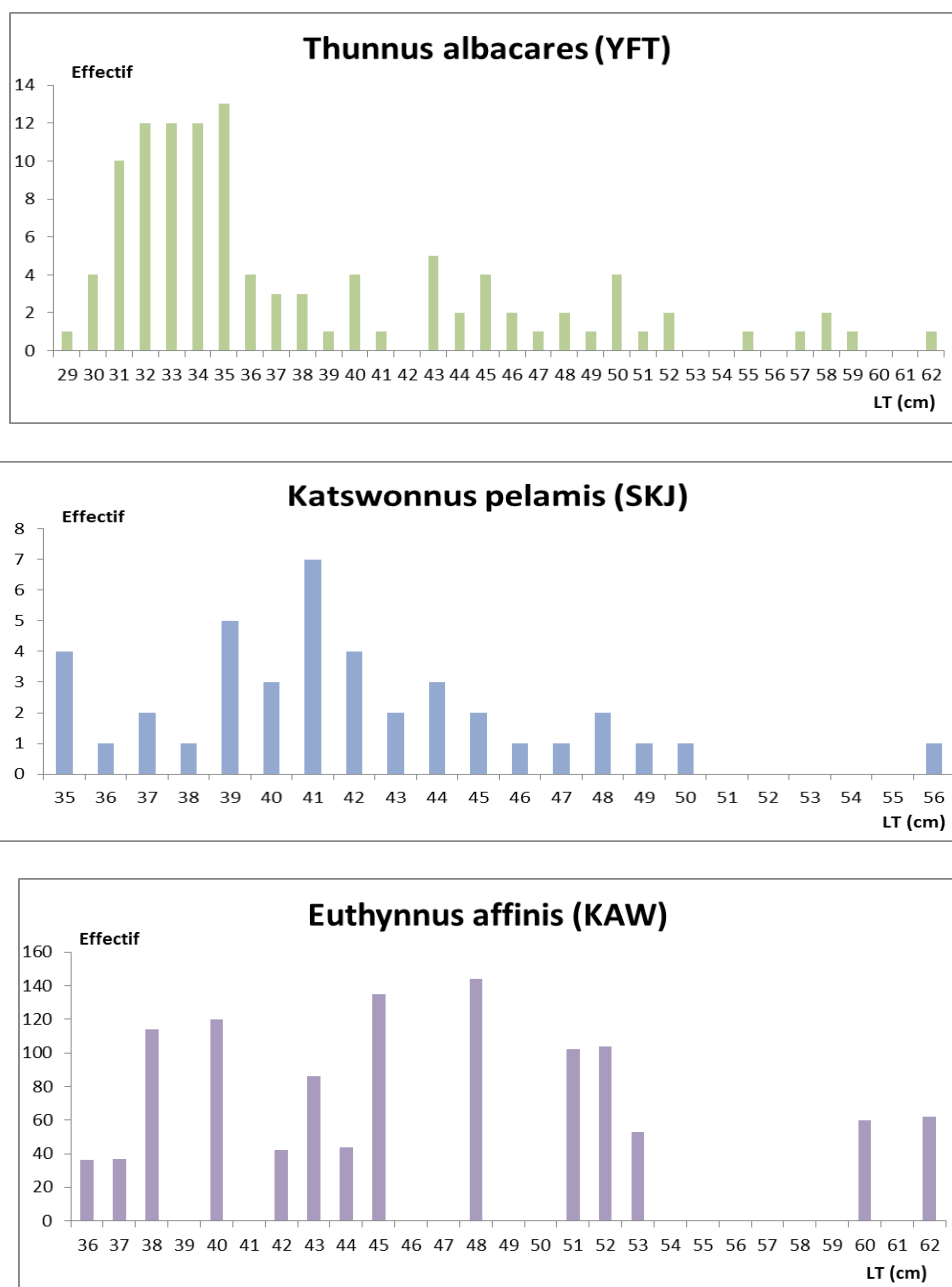 Thunnus albacares (YFT)
Effectif
14
12
10
8
6
4
2
0
29 30 31 32 33 34 35 36 37 38 39 40 41 42 43 44 45 46 47 48 49 50 51 52 53 54 55 56 57 58 59 60 61 62
LT (cm)
Katswonnus pelamis (SKJ)
Effectif
8
7
6
5
4
3
2
1
0
35 36 37 38 39 40 41 42 43 44 45 46 47 48 49 50 51 52 53 54 55 56
LT (cm)
Euthynnus affinis (KAW)
Effectif
160
140
120
100
80
60
40
20
0
36 37 38 39 40 41 42 43 44 45 46 47 48 49 50 51 52 53 54 55 56 57 58 59 60 61 62
LT (cm)